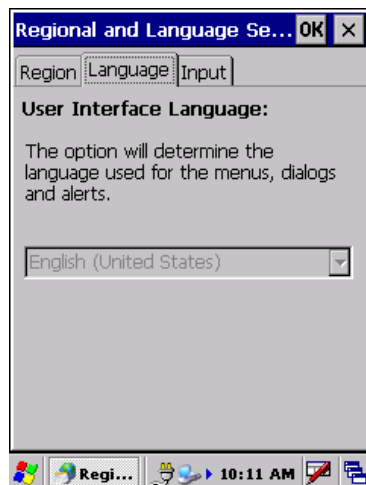 Regional and Language Se... OK ×
Region Language Input
User Interface Language:
The option will determine the
language used for the menus, dialogs
and alerts.
English (United States)
Regi... 10:11 AM